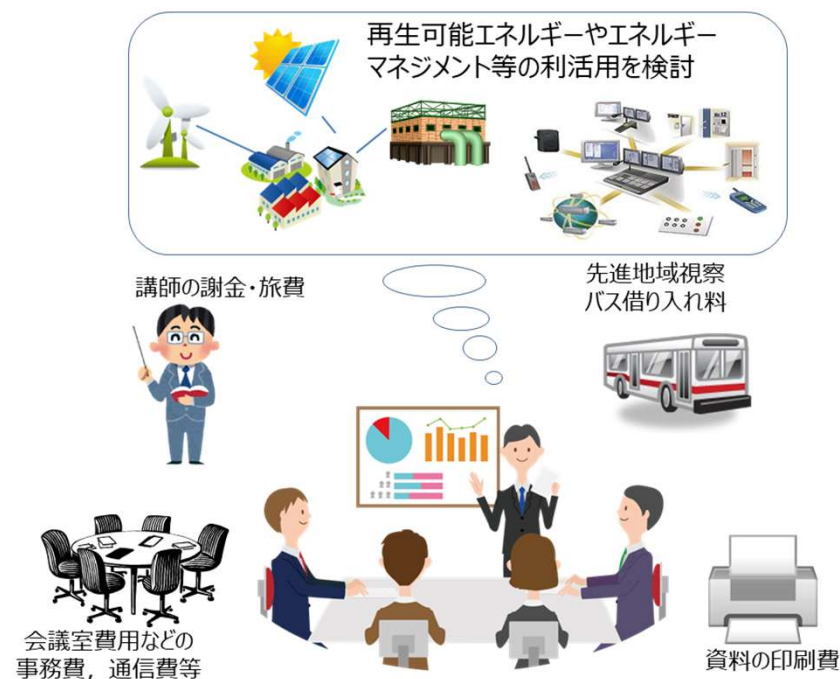 再生可能エネルギーやエネルギー
マネジメント等の利活用を検討
講師の謝金・旅費
先進地域視察
バス借り入れ料
会議室費用などの
事務費，通信費等
資料の印刷費